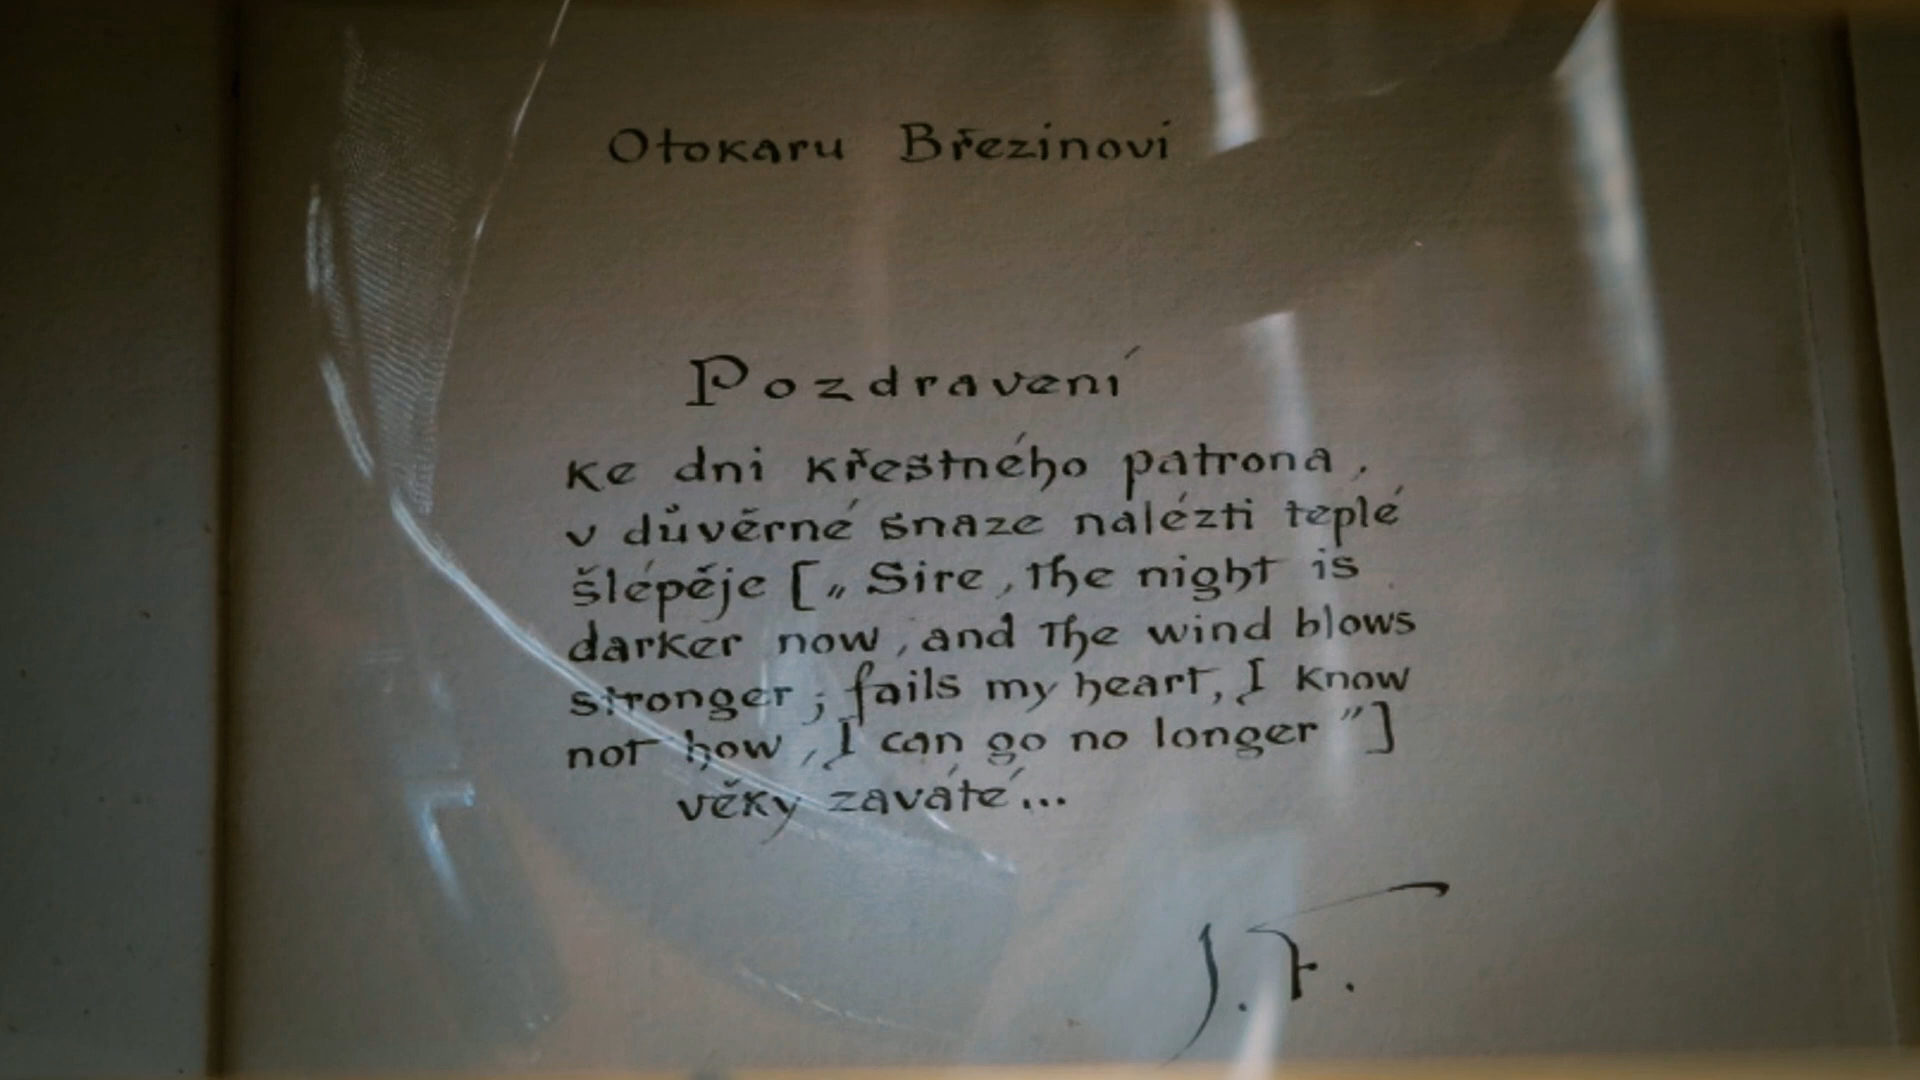 Otokaru Březinovi
Pozdravení
ke dni křestného patrona,
v důvěrné snaze nalézti teplé
šlépěje [„Sire, the night is
darker now, and the wind blows
stronger; fails my heart, I know
not how, I can go no longer"]
věky zaváté...
J. F.